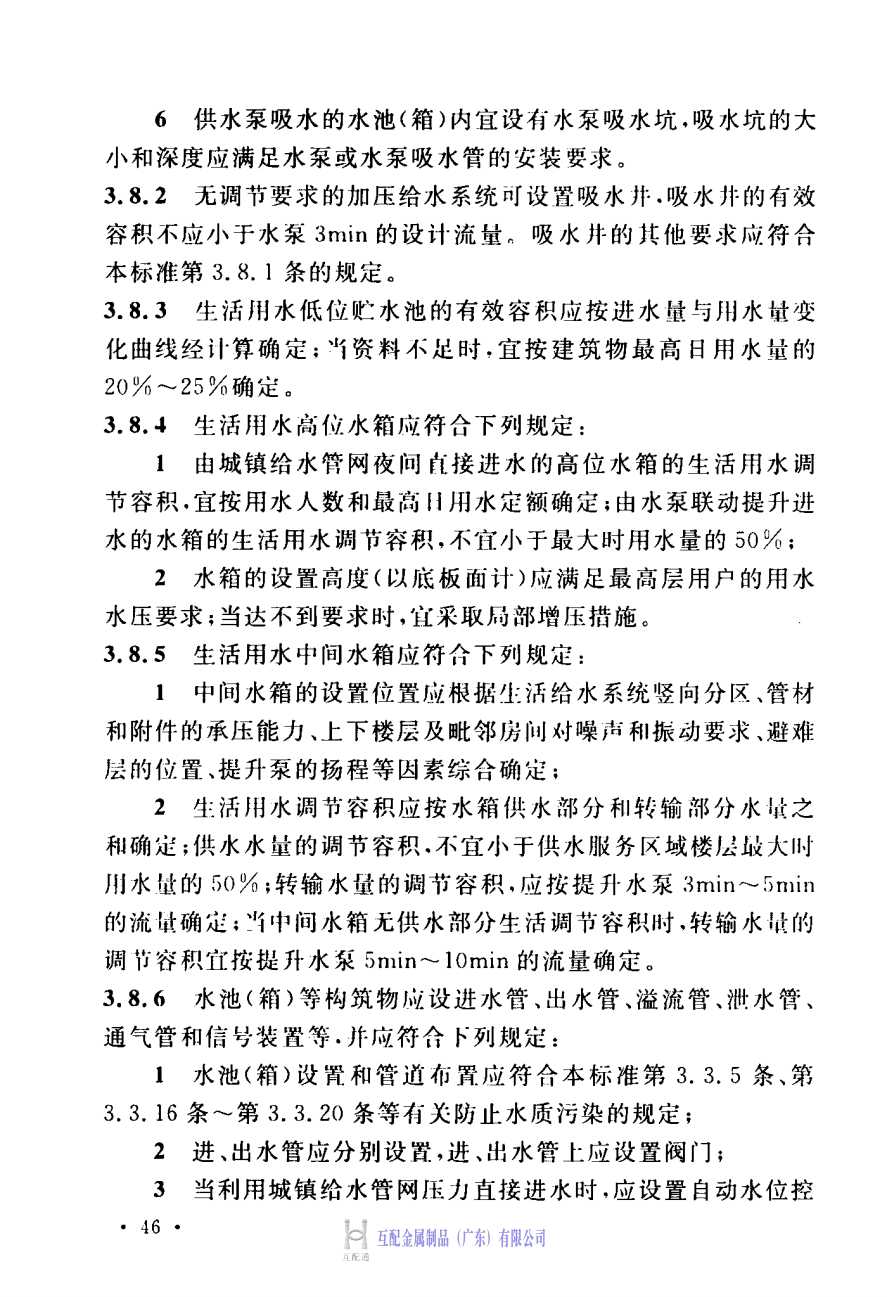 6 供水泵吸水的水池(箱)内宜设有水泵吸水坑,吸水坑的大
小和深度应满足水泵或水泵吸水管的安装要求。
3.8.2 无调节要求的加压给水系统可设置吸水井,吸水井的有效
容积不应小于水泵 3min 的设计流量。吸水井的其他要求应符合
本标准第 3.8.1 条的规定。
3.8.3 生活用水低位贮水池的有效容积应按进水量与用水量变
化曲线经计算确定;当资料不足时,宜按建筑物最高日用水量的
20%~25%确定。
3.8.4 生活用水高位水箱应符合下列规定:
1 由城镇给水管网夜间直接进水的高位水箱的生活用水调
节容积,宜按用水人数和最高日用水定额确定;由水泵联动提升进
水的水箱的生活用水调节容积,不宜小于最大时用水量的 50%;
2 水箱的设置高度(以底板面计)应满足最高层用户的用水
水压要求;当达不到要求时,宜采取局部增压措施。
3.8.5 生活用水中间水箱应符合下列规定:
1 中间水箱的设置位置应根据生活给水系统竖向分区、管材
和附件的承压能力、上下楼层及毗邻房间对噪声和振动要求、避难
层的位置、提升泵的扬程等因素综合确定;
2 生活用水调节容积应按水箱供水部分和转输部分水量之
和确定;供水水量的调节容积,不宜小于供水服务区域楼层最大时
用水量的 50%;转输水量的调节容积,应按提升水泵 3min~5min
的流量确定;当中间水箱无供水部分生活调节容积时,转输水量的
调节容积宜按提升水泵 5min~10min 的流量确定。
3.8.6 水池(箱)等构筑物应设进水管、出水管、溢流管、泄水管、
通气管和信号装置等,并应符合下列规定:
1 水池(箱)设置和管道布置应符合本标准第 3.3.5 条、第
3.3.16 条~第 3.3.20 条等有关防止水质污染的规定;
2 进、出水管应分别设置,进、出水管上应设置阀门;
3 当利用城镇给水管网压力直接进水时,应设置自动水位控
• 46 •
互配金属制品(广东)有限公司
互配通